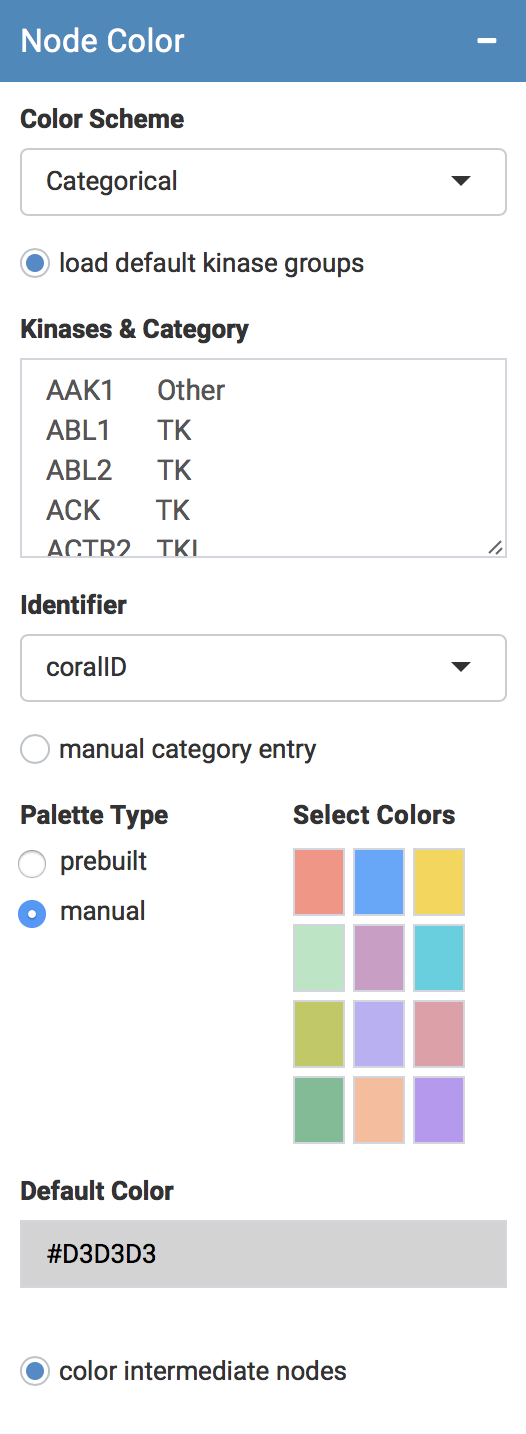 Node Color
Color Scheme
Categorical
load default kinase groups
Kinases & Category
AAK1 Other
ABL1 TK
ABL2 TK
ACK TK
ACTR2 TKL
Identifier
coralID
manual category entry
Palette Type
prebuilt
manual
Select Colors
Default Color
#D3D3D3
color intermediate nodes